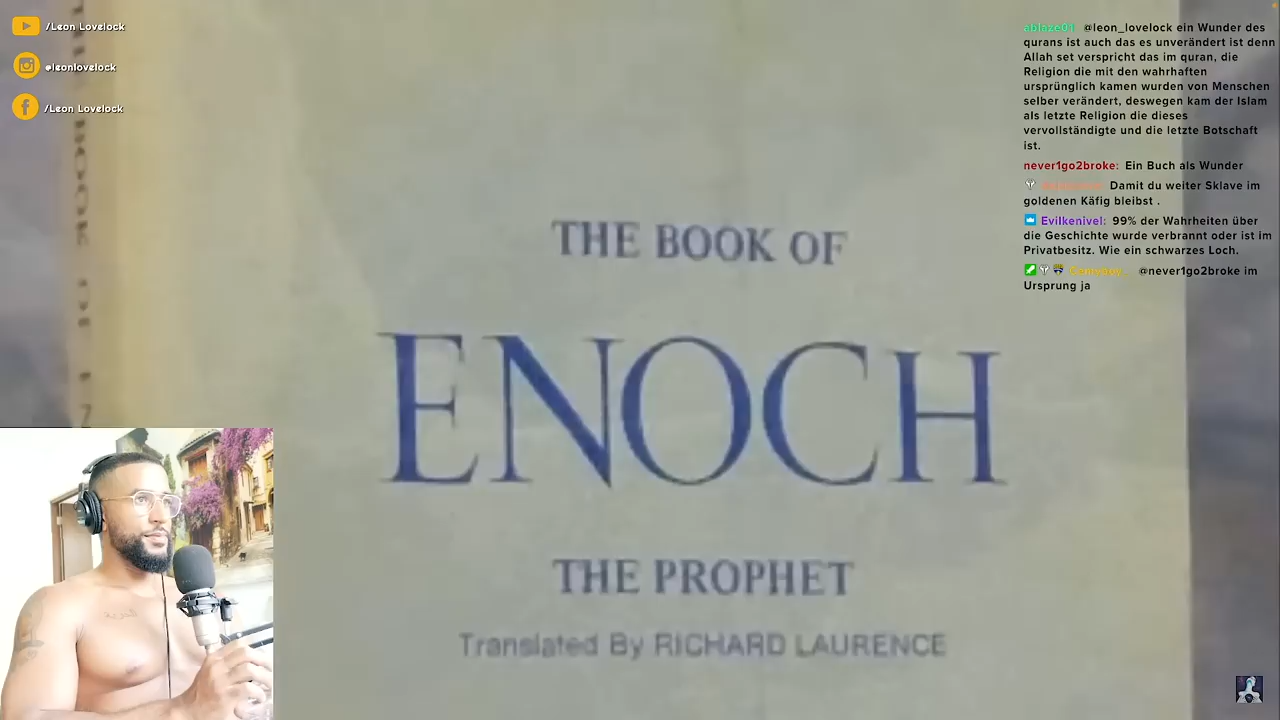 /Leon Lovelock
@leonlovelock
/Leon Lovelock
THE BOOK OF
ENOCH
THE PROPHET
Translated By RICHARD LAURENCE
ablaze01 @leon_lovelock ein Wunder des
qurans ist auch das es unverändert ist denn
Allah set verspricht das im quran, die
Religion die mit den wahrhaften
ursprünglich kamen wurden von Menschen
selber verändert, deswegen kam der Islam
als letzte Religion die dieses
vervollständigte und die letzte Botschaft
ist.
never1go2broke: Ein Buch als Wunder
Damit du weiter Sklave im
goldenen Käfig bleibst .
Evilkenivel: 99% der Wahrheiten über
die Geschichte wurde verbrannt oder ist im
Privatbesitz. Wie ein schwarzes Loch.
@never1go2broke im
Ursprung ja